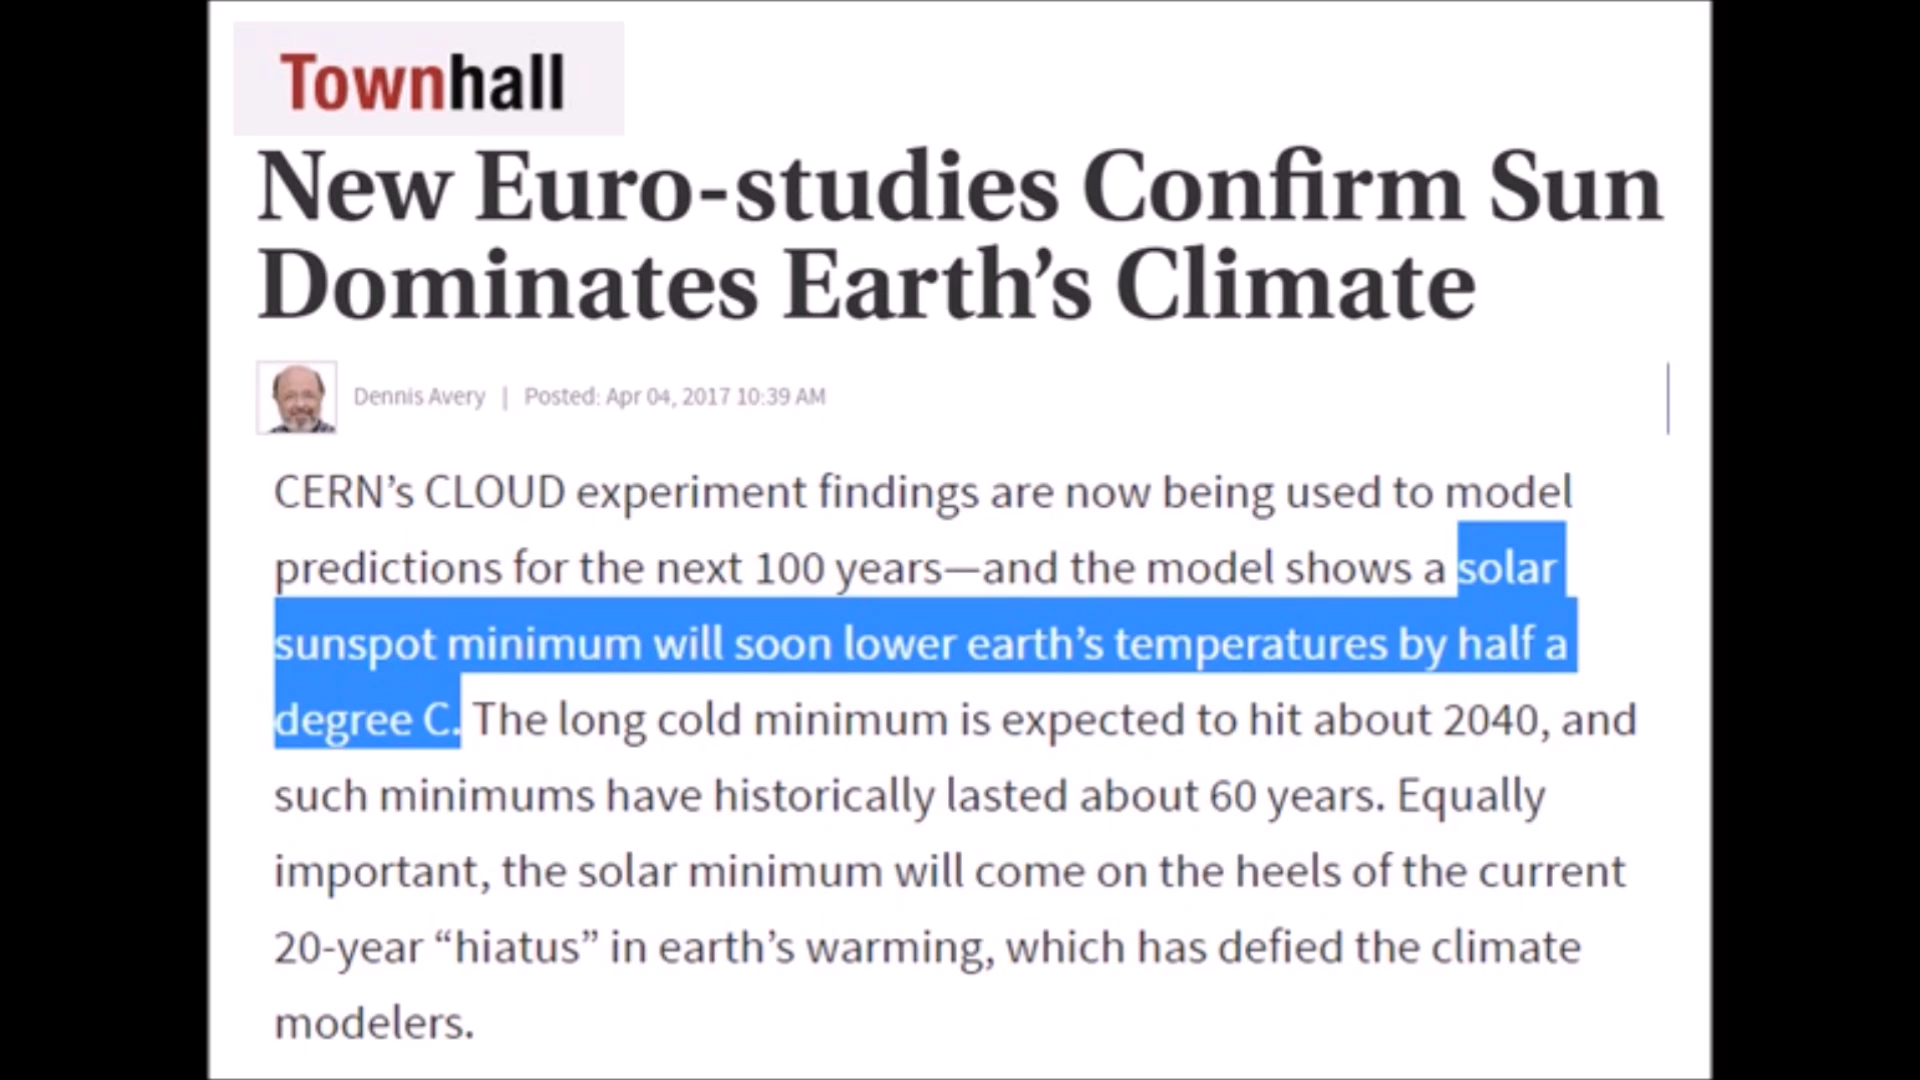 Townhall
New Euro-studies Confirm Sun
Dominates Earth’s Climate
Dennis Avery | Posted: Apr 04, 2017 10:39 AM
CERN’s CLOUD experiment findings are now being used to model
predictions for the next 100 years—and the model shows a solar
sunspot minimum will soon lower earth’s temperatures by half a
degree C. The long cold minimum is expected to hit about 2040, and
such minimums have historically lasted about 60 years. Equally
important, the solar minimum will come on the heels of the current
20-year “hiatus” in earth’s warming, which has defied the climate
modelers.